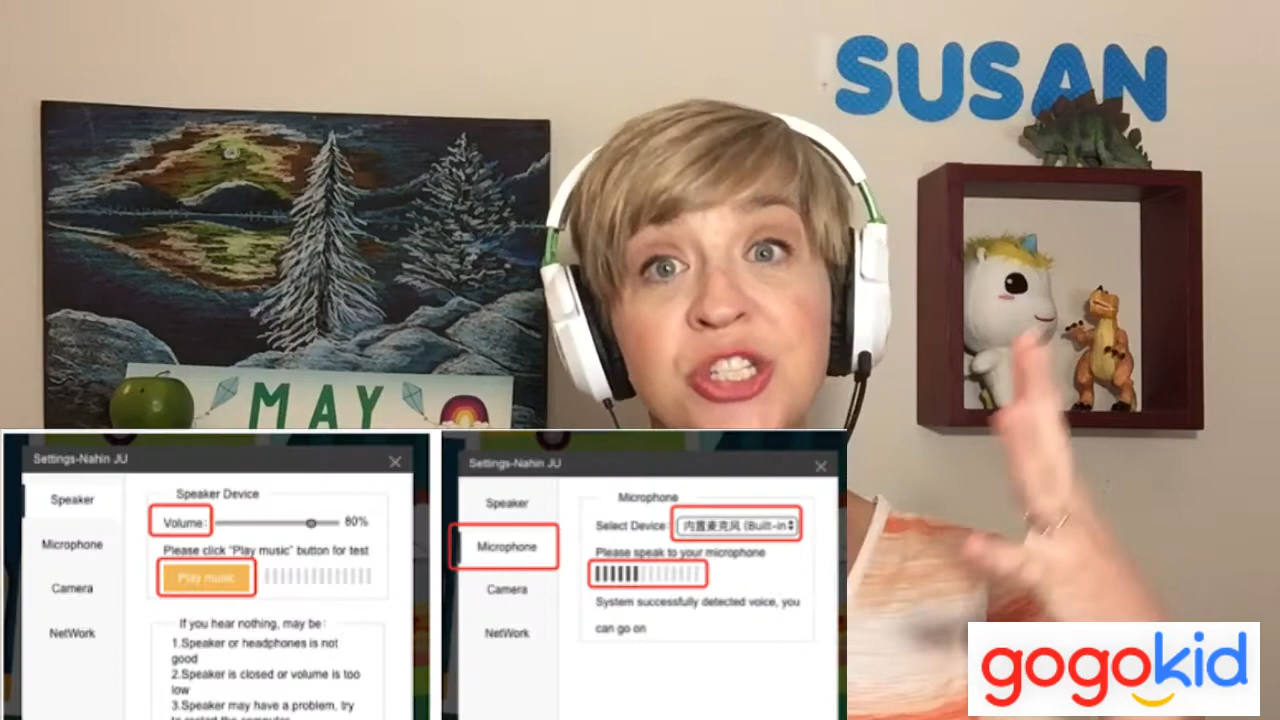 SUSAN
MAY
Settings-Nahin JU
Speaker
Microphone
Camera
NetWork
Speaker Device
Volume:
80%
Please click "Play music" button for test
Play music
If you hear nothing, may be:
1.Speaker or headphones is not
good
2.Speaker is closed or volume is too
low
3.Speaker may have a problem, try
to restart the computer
Settings-Nahin JU
Speaker
Microphone
Camera
NetWork
Microphone
Select Device:
内置麦克风 (Built-in
Please speak to your microphone
System successfully detected voice, you
can go on
gogokid